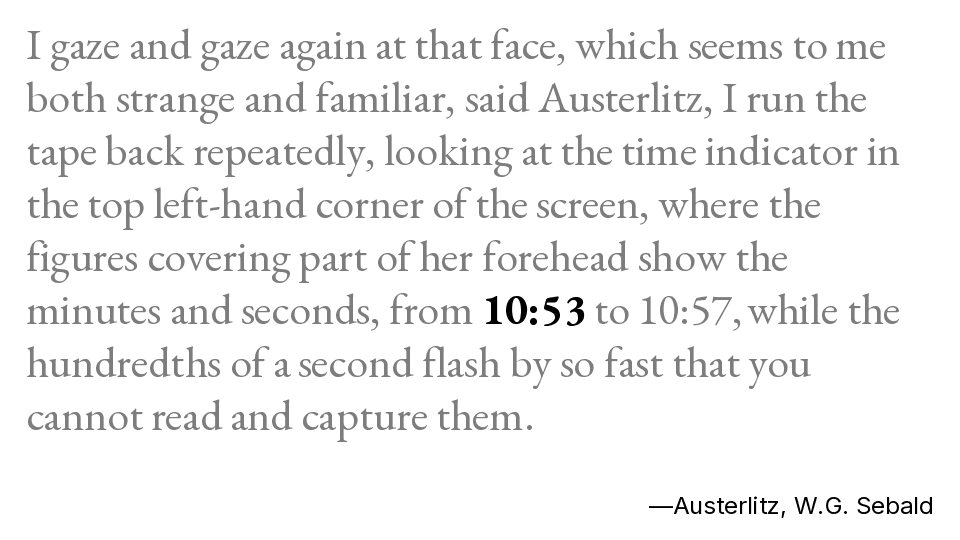 I gaze and gaze again at that face, which seems to me
both strange and familiar, said Austerlitz, I run the
tape back repeatedly, looking at the time indicator in
the top left-hand corner of the screen, where the
figures covering part of her forehead show the
minutes and seconds, from 10:53 to 10:57, while the
hundredths of a second flash by so fast that you
cannot read and capture them.
—Austerlitz, W.G. Sebald